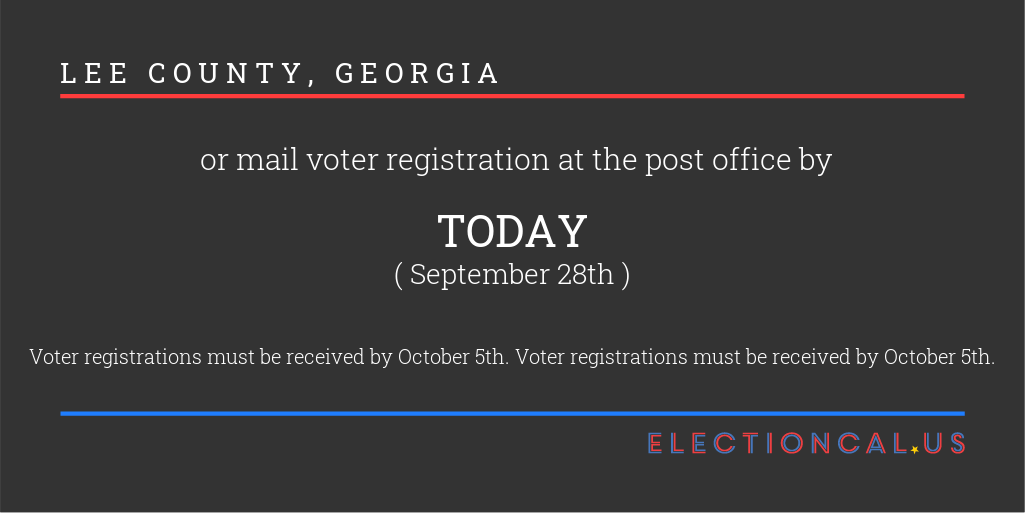 LEE COUNTY, GEORGIA
or mail voter registration at the post office by
TODAY
( September 28th )
Voter registrations must be received by October 5th. Voter registrations must be received by October 5th.
ELECTIONCAL★US